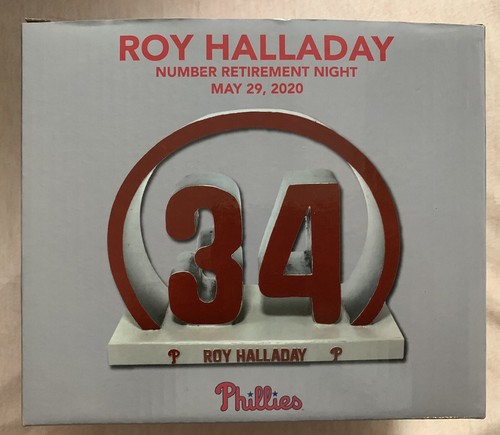 ROY HALLADAY
NUMBER RETIREMENT NIGHT
MAY 29, 2020
34
P ROY HALLADAY P
Phillies